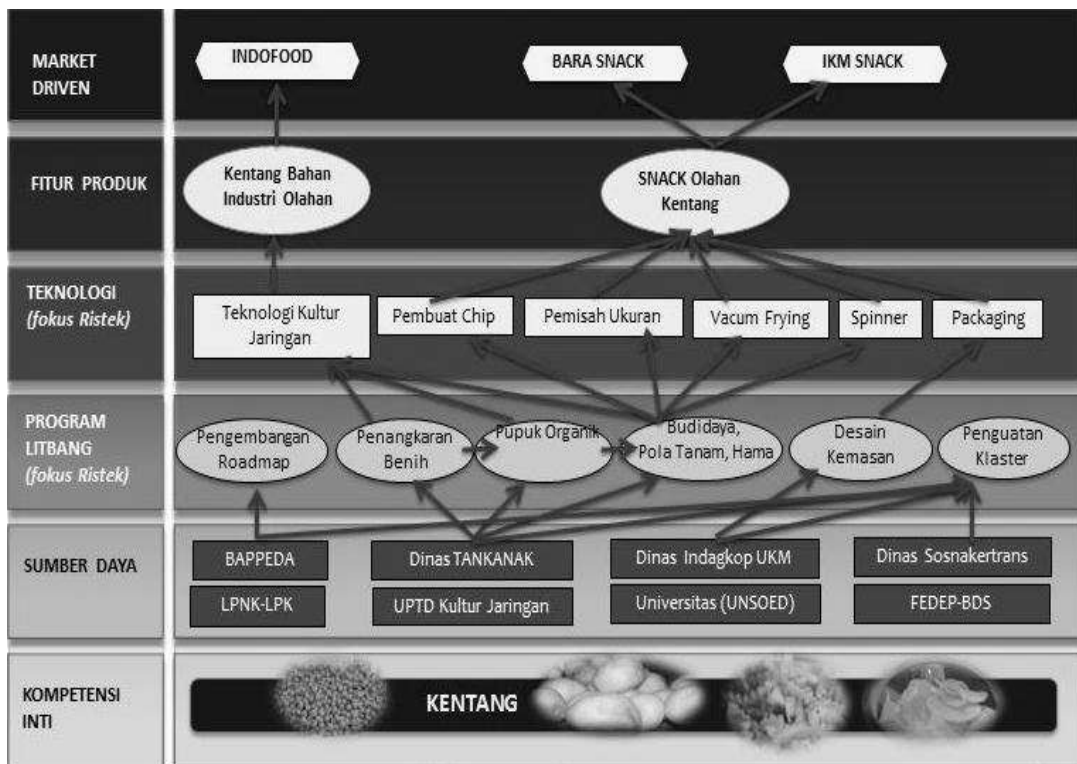 MARKET
DRIVEN
INDOFOOD
BARA SNACK
IKM SNACK
FITUR PRODUK
Kentang Bahan
Industri Olahan
SNACK Olahan
Kentang
TEKNOLOGI
(fokus Ristek)
Teknologi Kultur
Jaringan
Pembuat Chip
Pemisah Ukuran
Vacum Frying
Spinner
Packaging
PROGRAM
LITBANG
(fokus Ristek)
Pengembangan
Roadmap
Penangkaran
Benih
Pupuk Organik
Budidaya,
Pola Tanam, Hama
Desain
Kemasan
Penguatan
Klaster
SUMBER DAYA
BAPPEDA
Dinas TANKANAK
Dinas Indagkop UKM
Dinas Sosnakertrans
LPNK-LPK
UPTD Kultur Jaringan
Universitas (UNSOED)
FEDEP-BDS
KOMPETENSI
INTI
KENTANG